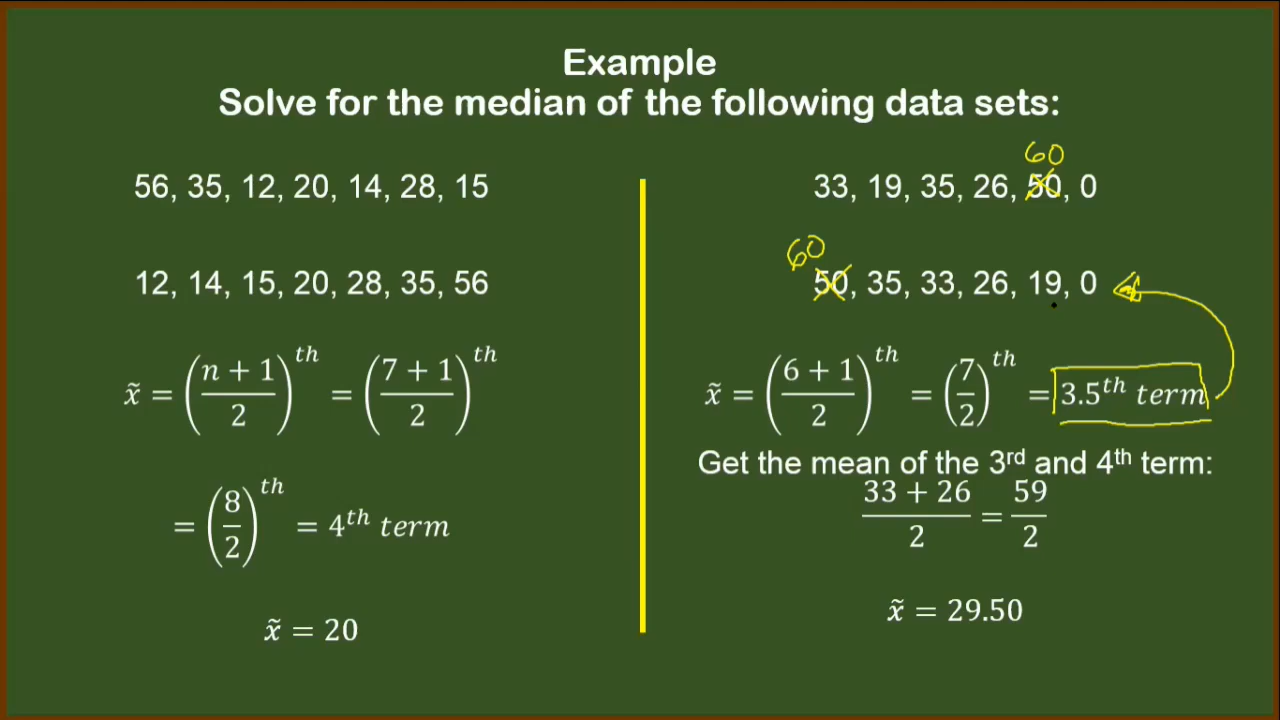 Example
Solve for the median of the following data sets:
56, 35, 12, 20, 14, 28, 15
12, 14, 15, 20, 28, 35, 56
x̃ = ((n + 1)/2)^th = ((7 + 1)/2)^th
= (8/2)^th = 4^th term
x̃ = 20
60
33, 19, 35, 26, 50, 0
60
50, 35, 33, 26, 19, 0
x̃ = ((6 + 1)/2)^th = (7/2)^th = 3.5^th term
Get the mean of the 3rd and 4th term:
(33 + 26)/2 = 59/2
x̃ = 29.50